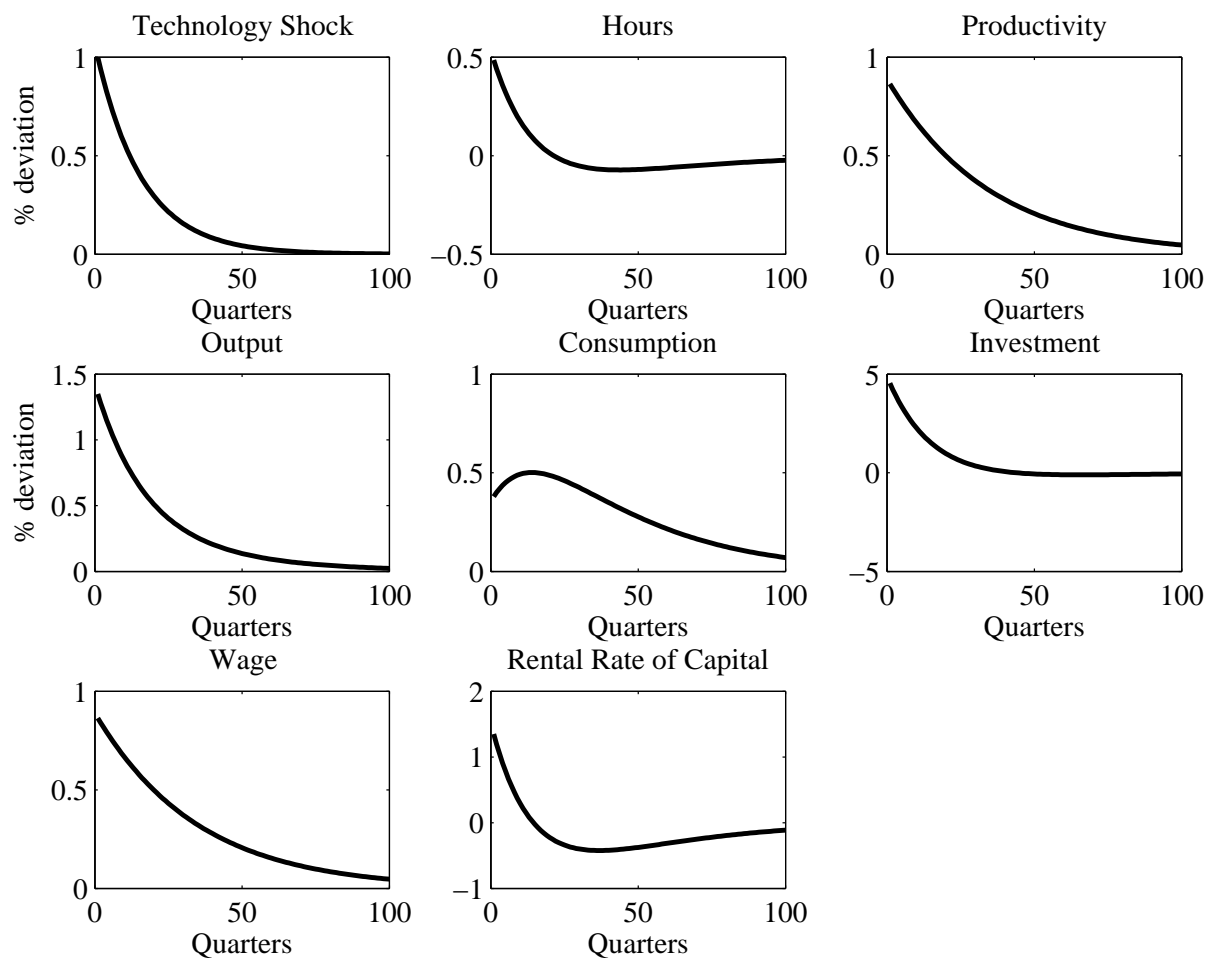 Technology Shock
1
0.5
0
% deviation
0 50 100
Quarters
Hours
0.5
0
−0.5
0 50 100
Quarters
Productivity
1
0.5
0
0 50 100
Quarters
Output
1.5
1
0.5
0
% deviation
0 50 100
Quarters
Consumption
1
0.5
0
0 50 100
Quarters
Investment
5
0
−5
0 50 100
Quarters
Wage
1
0.5
0
0 50 100
Quarters
Rental Rate of Capital
2
1
0
−1
0 50 100
Quarters